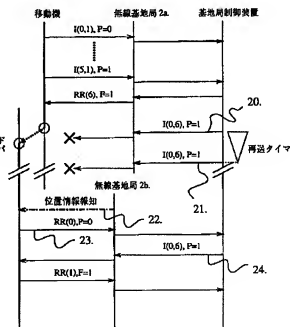 移動機
無線基地局 2a.
基地局制御装置
I(0,1), P=0
I(5,1), P=1
RR(6), F=1
I(0,6), P=1
20.
再送タイマ
I(0,6), P=1
21.
無線基地局 2b.
位置情報報知
22.
RR(0),P=0
23.
I(0,6), P=1
24.
RR(1),F=1